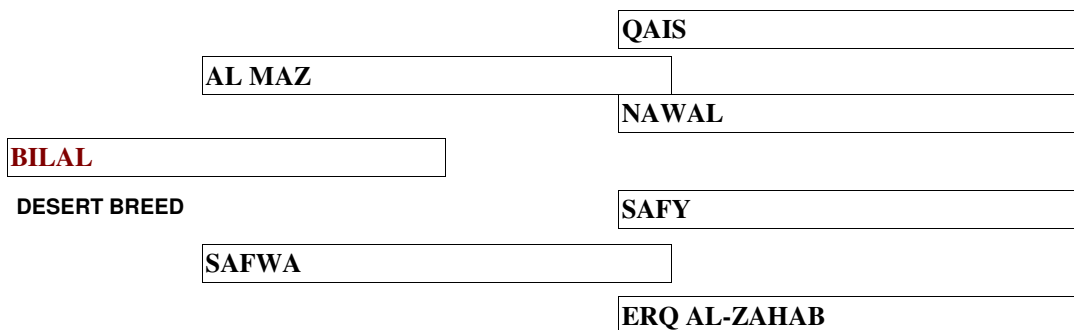 QAIS
AL MAZ
NAWAL
BILAL
DESERT BREED
SAFY
SAFWA
ERQ AL-ZAHAB